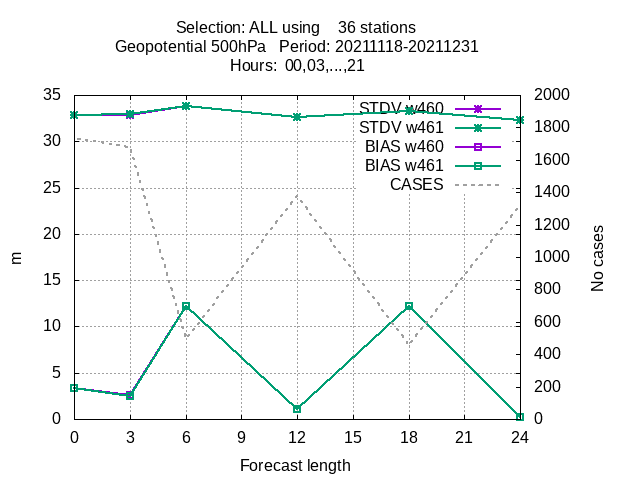 Selection: ALL using    36 stations
Geopotential 500hPa   Period: 20211118-20211231
Hours:  00,03,...,21
35 2000
STDV w460
1800
STDV w461
30 BIAS w460
1600
BIAS w461
25 CASES 1400
1200
20
1000
m No cases
15 800
10 600
400
5
200
0 0
0 3 6 9 12 15 18 21 24
Forecast length